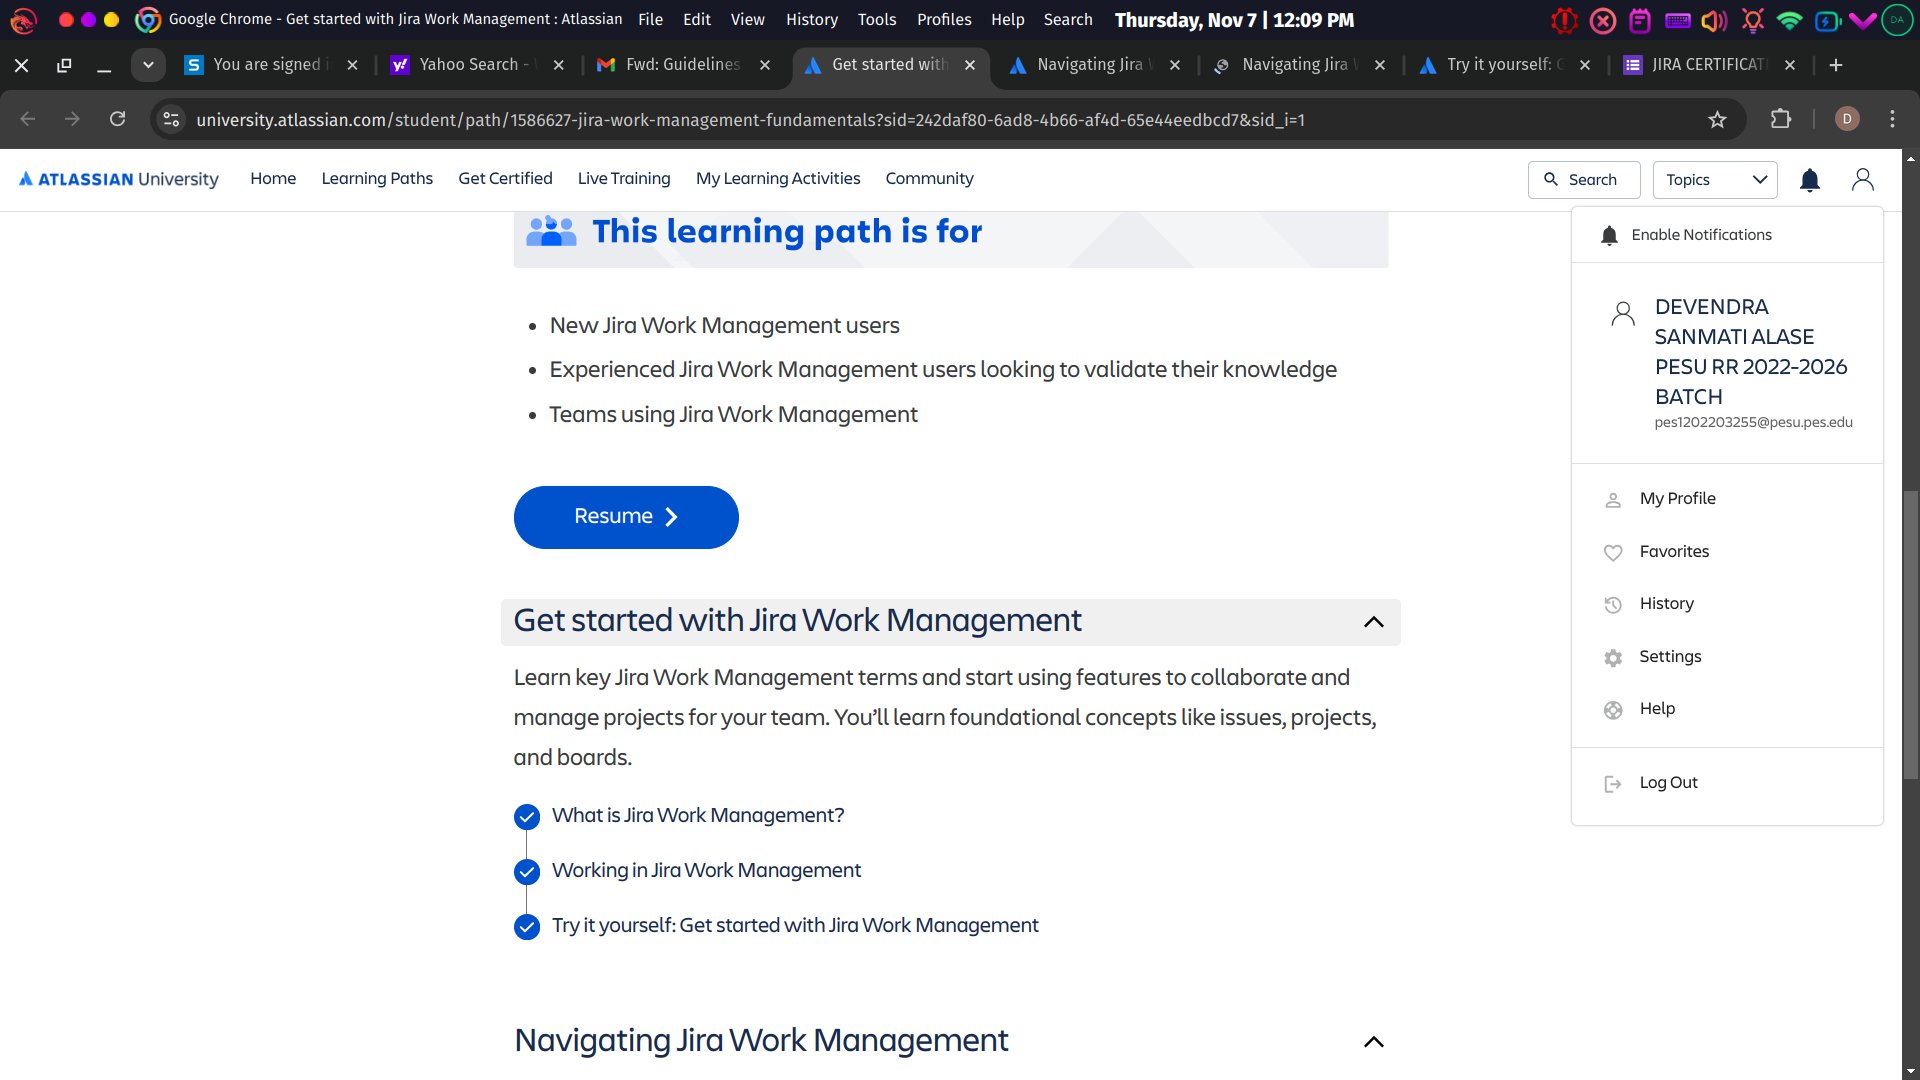 Google Chrome - Get started with Jira Work Management : Atlassian File Edit View History Tools Profiles Help Search Thursday, Nov 7 | 12:09 PM DA
You are signed i
Yahoo Search -
Fwd: Guidelines
Get started with
Navigating Jira
Navigating Jira
Try it yourself:
JIRA CERTIFICAT
university.atlassian.com/student/path/1586627-jira-work-management-fundamentals?sid=242daf80-6ad8-4b66-af4d-65e44eedbcd7&sid_i=1
D
ATLASSIAN University Home Learning Paths Get Certified Live Training My Learning Activities Community Search Topics
This learning path is for
New Jira Work Management users
Experienced Jira Work Management users looking to validate their knowledge
Teams using Jira Work Management
Resume
Get started with Jira Work Management
Learn key Jira Work Management terms and start using features to collaborate and
manage projects for your team. You’ll learn foundational concepts like issues, projects,
and boards.
What is Jira Work Management?
Working in Jira Work Management
Try it yourself: Get started with Jira Work Management
Navigating Jira Work Management
Enable Notifications
DEVENDRA
SANMATI ALASE
PESU RR 2022-2026
BATCH
pes1202203255@pesu.pes.edu
My Profile
Favorites
History
Settings
Help
Log Out